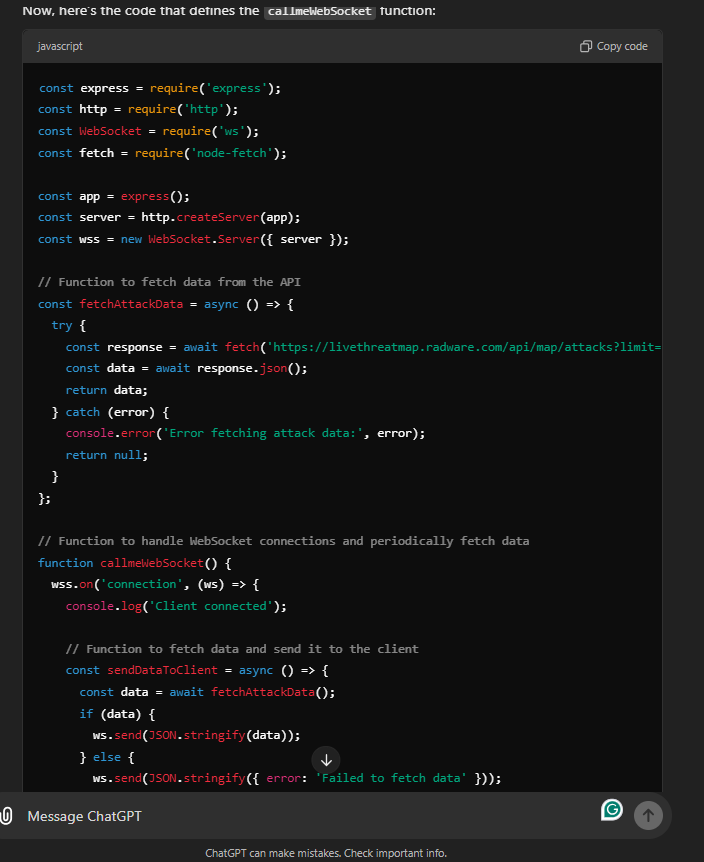 Now, here's the code that defines the callmeWebSocket function:
javascript
Copy code
const express = require('express');
const http = require('http');
const WebSocket = require('ws');
const fetch = require('node-fetch');
const app = express();
const server = http.createServer(app);
const wss = new WebSocket.Server({ server });
// Function to fetch data from the API
const fetchAttackData = async () => {
try {
const response = await fetch('https://livethreatmap.radware.com/api/map/attacks?limit=
const data = await response.json();
return data;
} catch (error) {
console.error('Error fetching attack data:', error);
return null;
}
};
// Function to handle WebSocket connections and periodically fetch data
function callmeWebSocket() {
wss.on('connection', (ws) => {
console.log('Client connected');
// Function to fetch data and send it to the client
const sendDataToClient = async () => {
const data = await fetchAttackData();
if (data) {
ws.send(JSON.stringify(data));
} else {
ws.send(JSON.stringify({ error: 'Failed to fetch data' }));
Message ChatGPT
ChatGPT can make mistakes. Check important info.